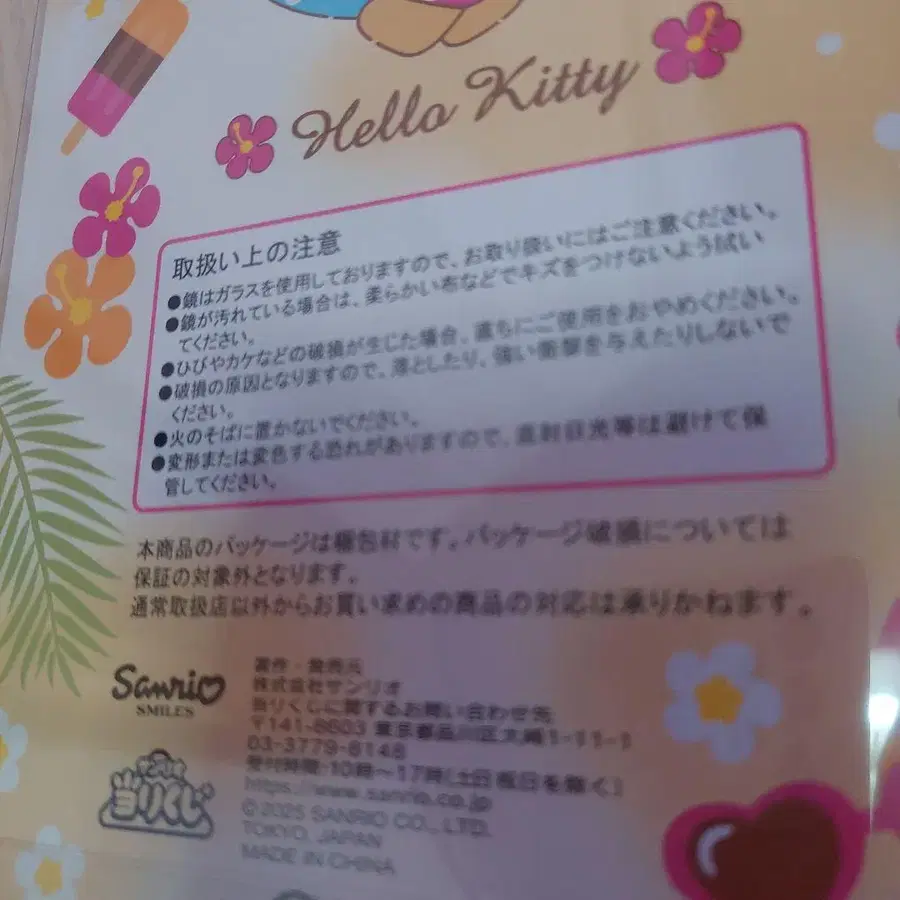 Hello Kitty
取扱い上の注意
●鏡はガラスを使用しておりますので、お取り扱いにはご注意ください。
●鏡が汚れている場合は、柔らかい布などでキズをつけないよう拭い
てください。
●ひびやカケなどの破損が生じた場合、直ちにご使用をおやめください。
●破損の原因となりますので、落としたり、強い衝撃を与えたりしないで
ください。
●火のそばに置かないでください。
●変形または変色する恐れがありますので、直射日光等は避けて保
管してください。
本商品のパッケージは梱包材です。パッケージ破損については
保証の対象外となります。
通常取扱店以外からお買い求めの商品の対応は承りかねます。
Sanrio
SMILES
著作・発売元
株式会社サンリオ
当りくじに関するお問い合わせ先
〒141-8603 東京都品川区大崎1-11-1
03-3779-8148
受付時間:10時〜17時(土日祝日を除く)
https://www.sanrio.co.jp
©2025 SANRIO CO., LTD.
TOKYO, JAPAN
MADE IN CHINA
当りくじ